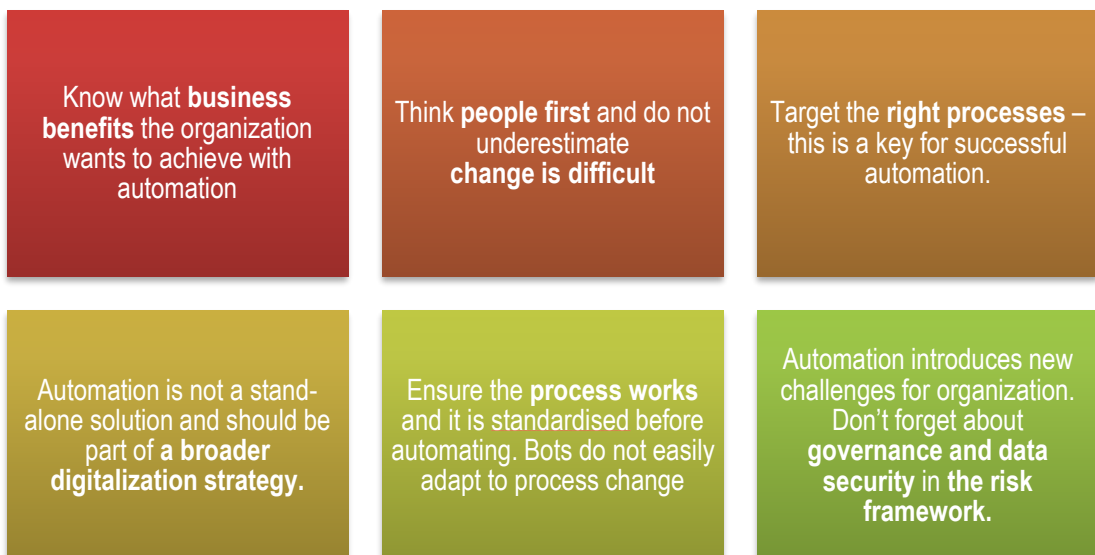 Know what business
benefits the organization
wants to achieve with
automation
Think people first and do not
underestimate
change is difficult
Target the right processes –
this is a key for successful
automation.
Automation is not a stand-
alone solution and should be
part of a broader
digitalization strategy.
Ensure the process works
and it is standardised before
automating. Bots do not easily
adapt to process change
Automation introduces new
challenges for organization.
Don’t forget about
governance and data
security in the risk
framework.